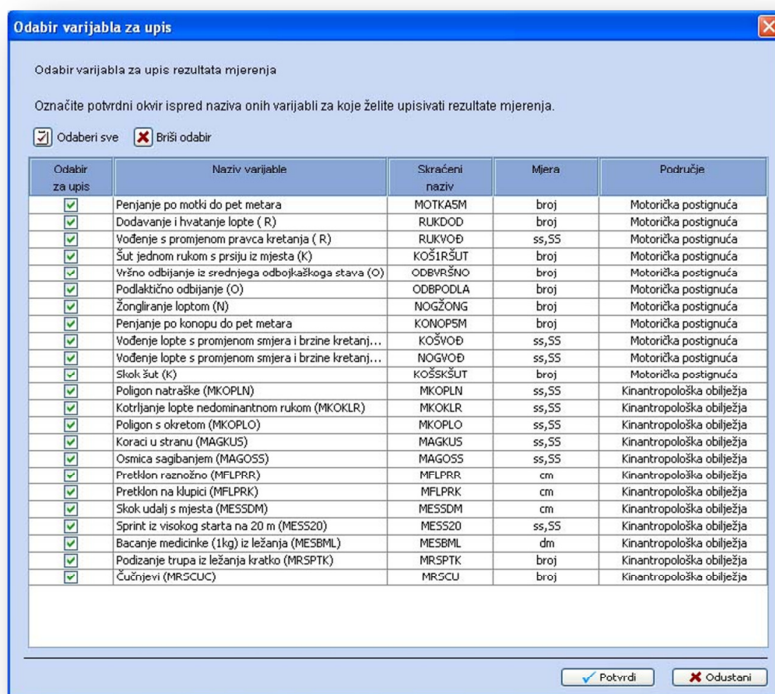 Odabir varijabla za upis
Odabir varijabla za upis rezultata mjerenja
Označite potvrdni okvir ispred naziva onih varijabli za koje želite upisivati rezultate mjerenja.
Odaberi sve Briši odabir
Odabir za upis Naziv varijable Skraćeni naziv Mjera Područje
Penjanje po motki do pet metara MOTKA5M broj Motorička postignuća
Dodavanje i hvatanje lopte ( R) RUKDOD broj Motorička postignuća
Vođenje s promjenom pravca kretanja ( R) RUKVOĐ ss,SS Motorička postignuća
Šut jednom rukom s prsiju iz mjesta (K) KOŠ1RŠUT broj Motorička postignuća
Vršno odbijanje iz srednjega odbojkaškoga stava (O) ODBVRŠNO broj Motorička postignuća
Podlaktično odbijanje (O) ODBPODLA broj Motorička postignuća
Žongliranje loptom (N) NOGŽONG broj Motorička postignuća
Penjanje po konopu do pet metara KONOP5M broj Motorička postignuća
Vođenje lopte s promjenom smjera i brzine kretanj... KOŠVOĐ ss,SS Motorička postignuća
Vođenje lopte s promjenom smjera i brzine kretanj... NOGVOĐ ss,SS Motorička postignuća
Skok šut (K) KOŠSKŠUT broj Motorička postignuća
Poligon natraške (MKOPLN) MKOPLN ss,SS Kinantropološka obilježja
Kotrljanje lopte nedominantnom rukom (MKOKLR) MKOKLR ss,SS Kinantropološka obilježja
Poligon s okretom (MKOPLO) MKOPLO ss,SS Kinantropološka obilježja
Koraci u stranu (MAGKUS) MAGKUS ss,SS Kinantropološka obilježja
Osmica sagibanjem (MAGOSS) MAGOSS ss,SS Kinantropološka obilježja
Pretklon raznožno (MFLPRR) MFLPRR cm Kinantropološka obilježja
Pretklon na klupici (MFLPRK) MFLPRK cm Kinantropološka obilježja
Skok udalj s mjesta (MESSDM) MESSDM cm Kinantropološka obilježja
Sprint iz visokog starta na 20 m (MESS20) MESS20 ss,SS Kinantropološka obilježja
Bacanje medicinke (1kg) iz ležanja (MESBML) MESBML dm Kinantropološka obilježja
Podizanje trupa iz ležanja kratko (MRSPTK) MRSPTK broj Kinantropološka obilježja
Čučnjevi (MRSCUC) MRSCU broj Kinantropološka obilježja
Potvrdi Odustani